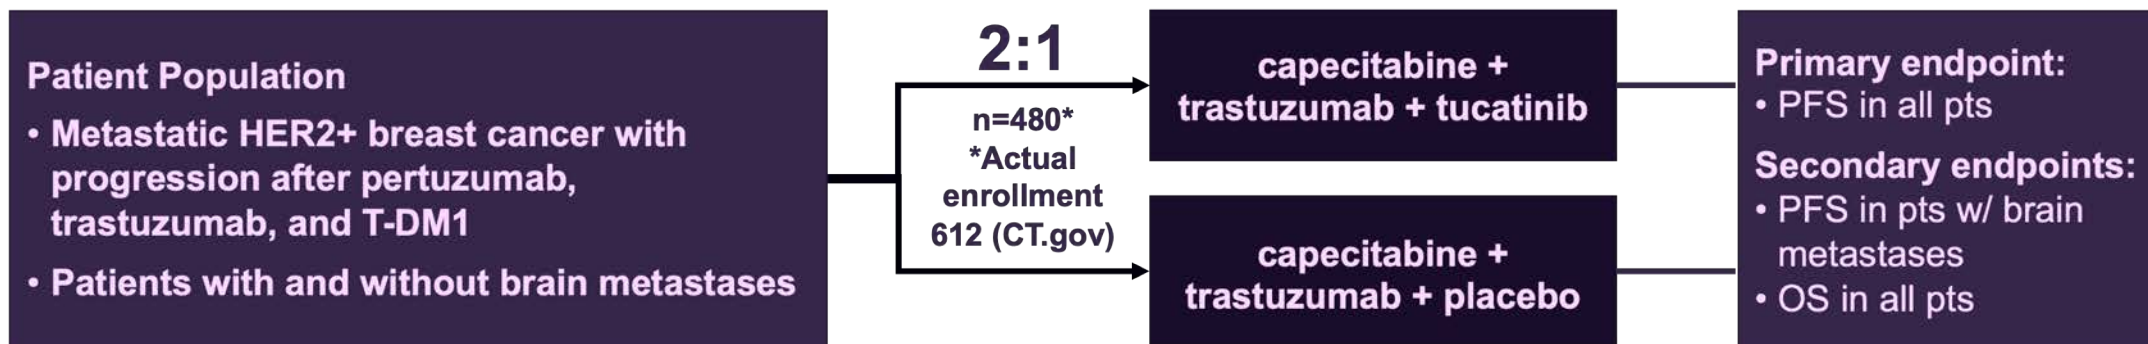 Patient Population
• Metastatic HER2+ breast cancer with
progression after pertuzumab,
trastuzumab, and T-DM1
• Patients with and without brain metastases
2:1
n=480*
*Actual
enrollment
612 (CT.gov)
capecitabine +
trastuzumab + tucatinib
capecitabine +
trastuzumab + placebo
Primary endpoint:
• PFS in all pts
Secondary endpoints:
• PFS in pts w/ brain
metastases
• OS in all pts